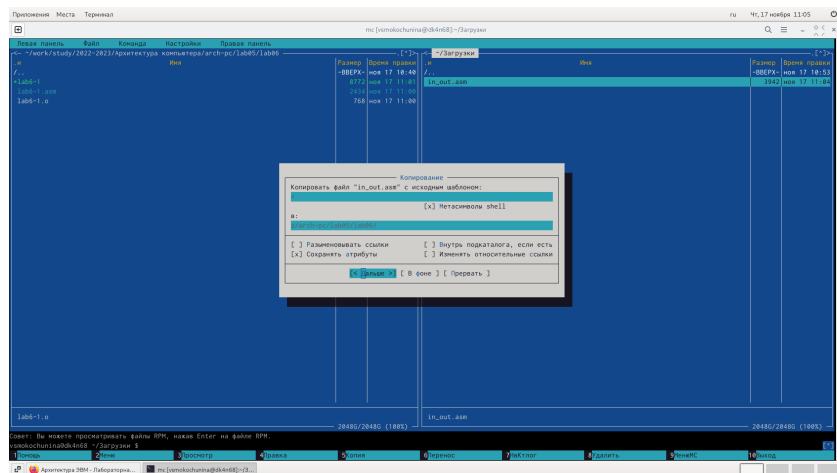 Приложения Места Терминал ru Чт, 17 ноября 11:05
mc [vsmokochunina@dk4n68]:~/Загрузки
Левая панель Файл Команда Настройки Правая панель
<- ~/work/study/2022-2023/Архитектура компьютера/arch-pc/lab05/lab06 .[^]> <- ~/Загрузки .[^]>
.и Имя Размер Время правки .и Имя Размер Время правки
/.. -ВВЕРХ- ноя 17 10:40 /.. -ВВЕРХ- ноя 17 10:53
*lab6-1 8772 ноя 17 11:01 in_out.asm 3942 ноя 17 11:04
lab6-1.asm 2434 ноя 17 11:00
lab6-1.o 768 ноя 17 11:00
Копирование
Копировать файл "in_out.asm" с исходным шаблоном:
[x] Метасимволы shell
в:
/arch-pc/lab05/lab06/
[ ] Разыменовывать ссылки [ ] Внутрь подкаталога, если есть
[x] Сохранять атрибуты [ ] Изменять относительные ссылки
[< Дальше >] [ В фоне ] [ Прервать ]
lab6-1.o in_out.asm
2048G/2048G (100%) 2048G/2048G (100%)
Совет: Вы можете просматривать файлы RPM, нажав Enter на файле RPM.
vsmokochunina@dk4n68 ~/Загрузки $ [^]
1Помощь 2Меню 3Просмотр 4Правка 5Копия 6Перенос 7НвКтлог 8Удалить 9МенюMC 10Выход
Архитектура ЭВМ - Лабораторна... mc [vsmokochunina@dk4n68]:~/З...